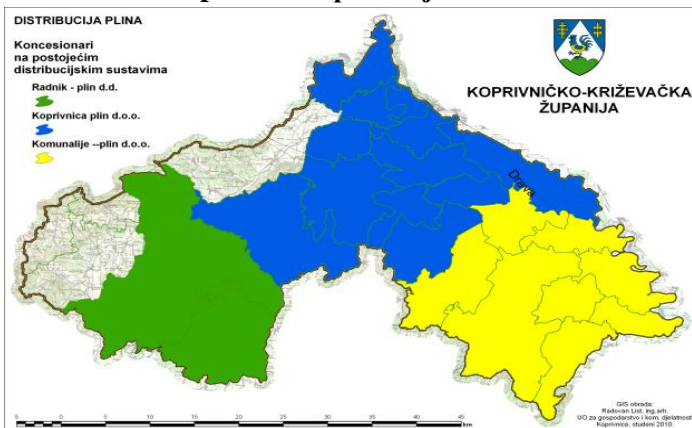 DISTRIBUCIJA PLINA
Koncesionari
na postojećim
distribucijskim sustavima
Radnik - plin d.d.
Koprivnica plin d.o.o.
Komunalije --plin d.o.o.
KOPRIVNIČKO-KRIŽEVAČKA
ŽUPANIJA
Drava
GIS obrada:
Radovan List, ing.arh.
UO za gospodarstvo i kom. djelatnost
Koprivnica, studeni 2010.
5 0 5 10 15 20 25 30 35 40 45
km